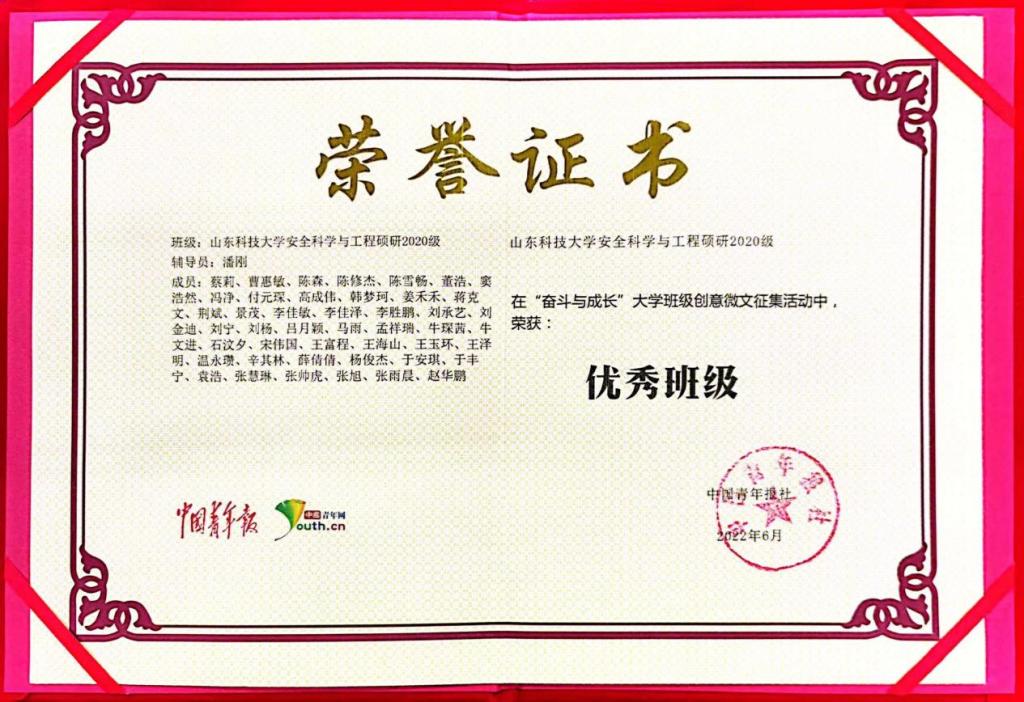 荣誉证书
班级：山东科技大学安全科学与工程硕研2020级
辅导员：潘刚
成员：蔡莉、曹惠敏、陈森、陈修杰、陈雪畅、董浩、窦
浩然、冯净、付元琛、高成伟、韩梦珂、姜禾禾、蒋克
文、荆斌、景茂、李佳敏、李佳泽、李胜鹏、刘承艺、刘
金迪、刘宁、刘杨、吕月颖、马雨、孟祥瑞、牛琛茜、牛
文进、石汶夕、宋伟国、王富程、王海山、王玉环、王泽
明、温永瓒、辛其林、薛倩倩、杨俊杰、于安琪、于丰
宁、袁浩、张慧琳、张帅虎、张旭、张雨晨、赵华鹏
山东科技大学安全科学与工程硕研2020级
在“奋斗与成长”大学班级创意微文征集活动中，
荣获：
优秀班级
中国青年报
中国青年网
Youth.cn
中国青年报社
2022年6月